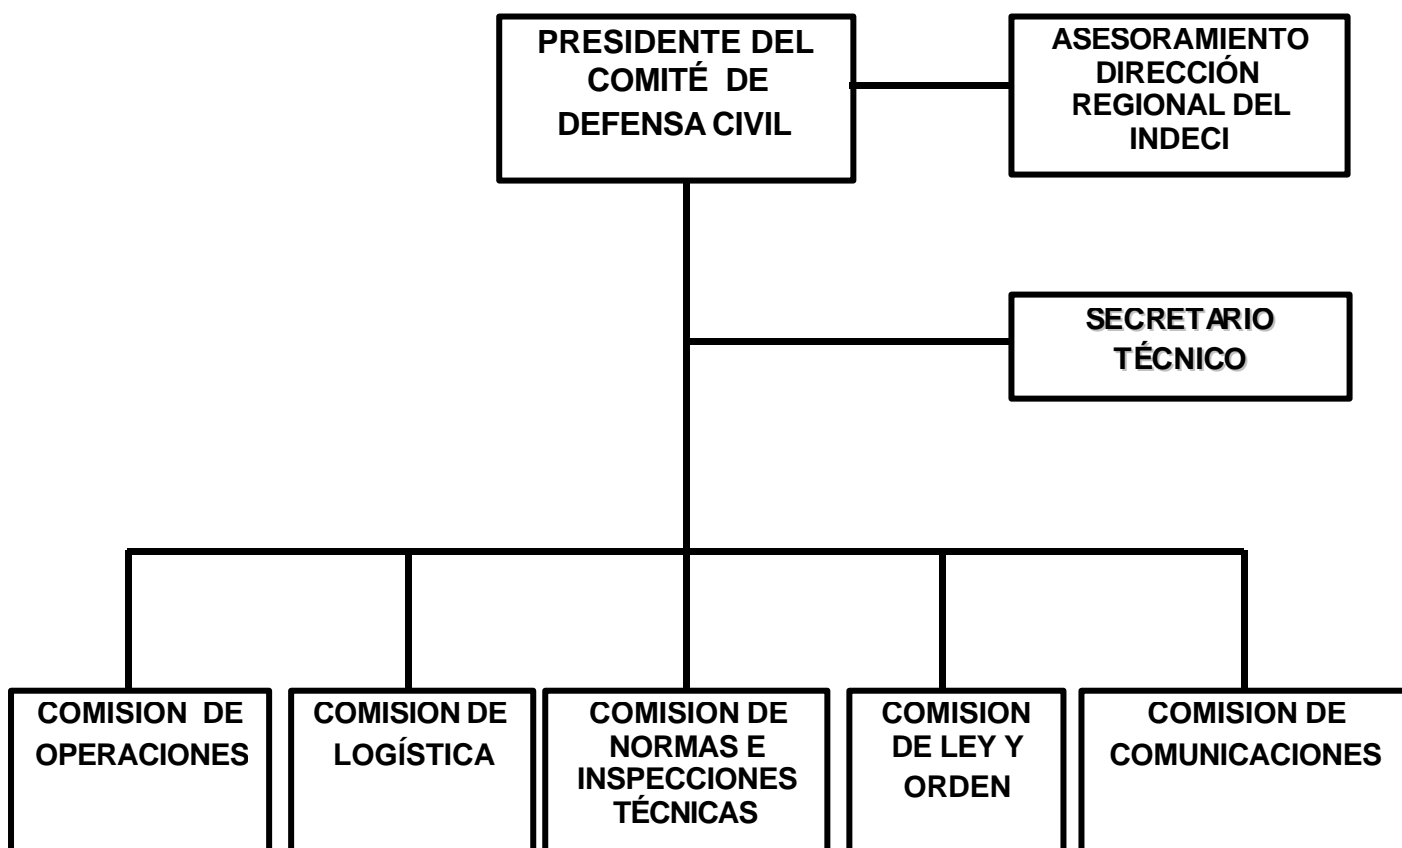 PRESIDENTE DEL
COMITÉ DE
DEFENSA CIVIL
ASESORAMIENTO
DIRECCIÓN
REGIONAL DEL
INDECI
SECRETARIO
TÉCNICO
COMISION DE
OPERACIONES
COMISION DE
LOGÍSTICA
COMISION DE
NORMAS E
INSPECCIONES
TÉCNICAS
COMISION
DE LEY Y
ORDEN
COMISION DE
COMUNICACIONES